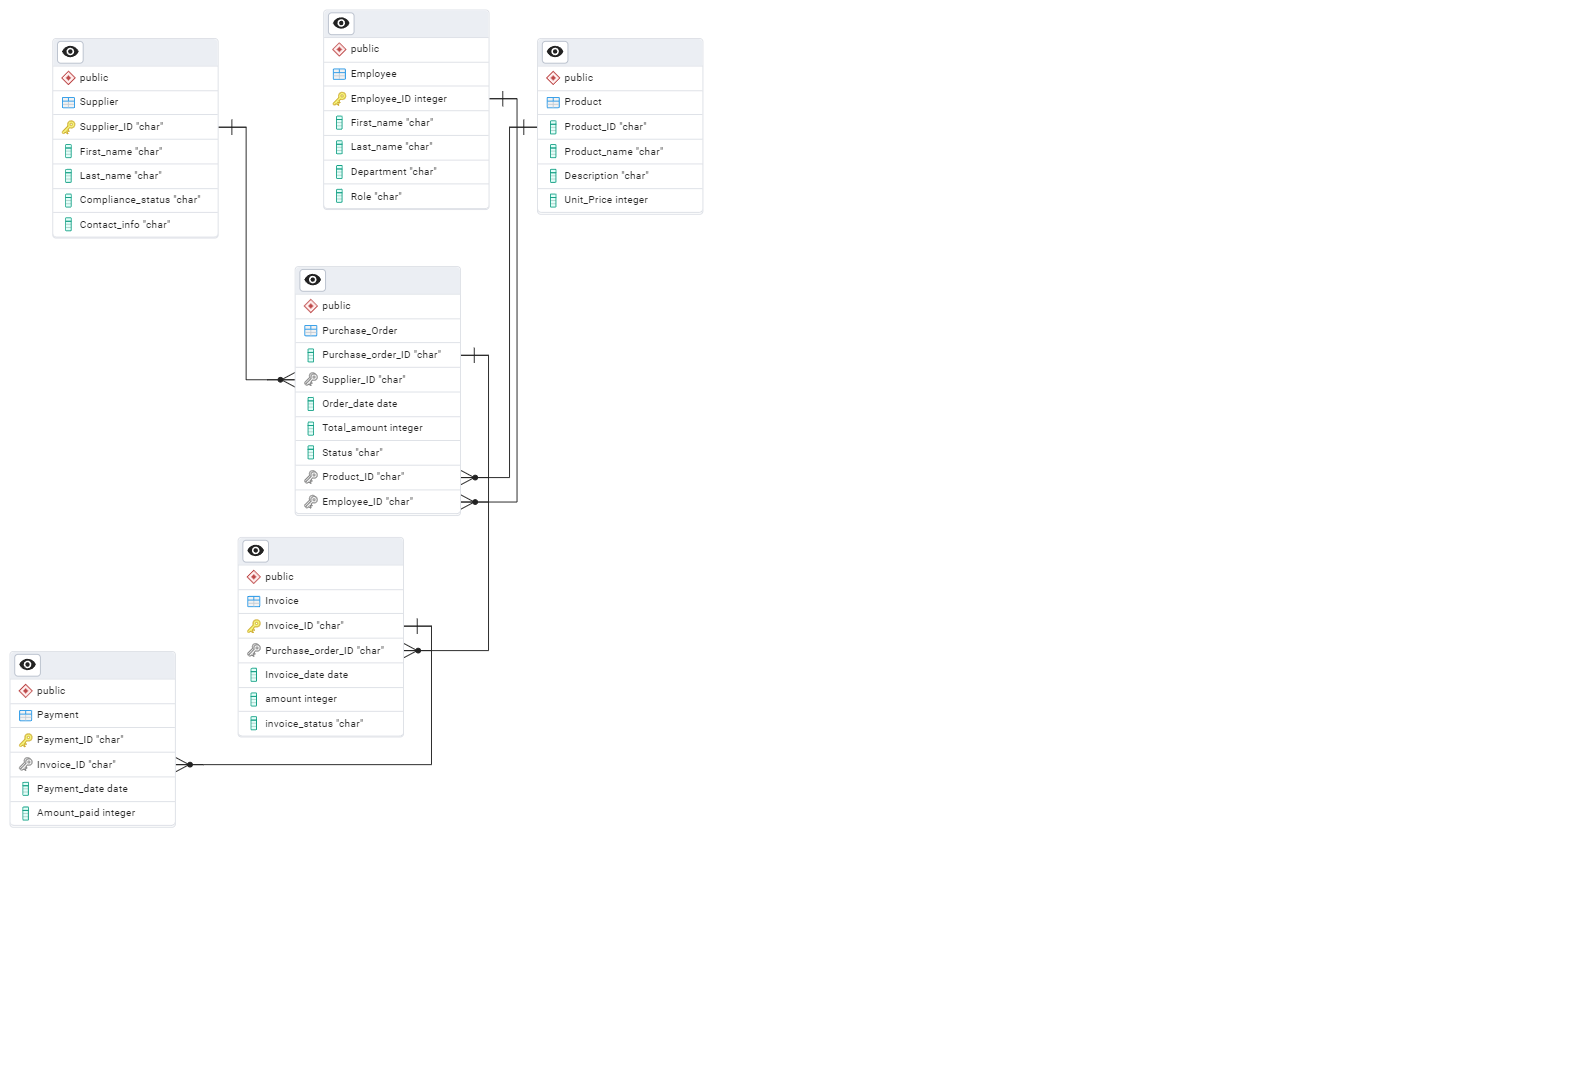 public
Supplier
Supplier_ID "char"
First_name "char"
Last_name "char"
Compliance_status "char"
Contact_info "char"
public
Employee
Employee_ID integer
First_name "char"
Last_name "char"
Department "char"
Role "char"
public
Product
Product_ID "char"
Product_name "char"
Description "char"
Unit_Price integer
public
Purchase_Order
Purchase_order_ID "char"
Supplier_ID "char"
Order_date date
Total_amount integer
Status "char"
Product_ID "char"
Employee_ID "char"
public
Invoice
Invoice_ID "char"
Purchase_order_ID "char"
Invoice_date date
amount integer
invoice_status "char"
public
Payment
Payment_ID "char"
Invoice_ID "char"
Payment_date date
Amount_paid integer